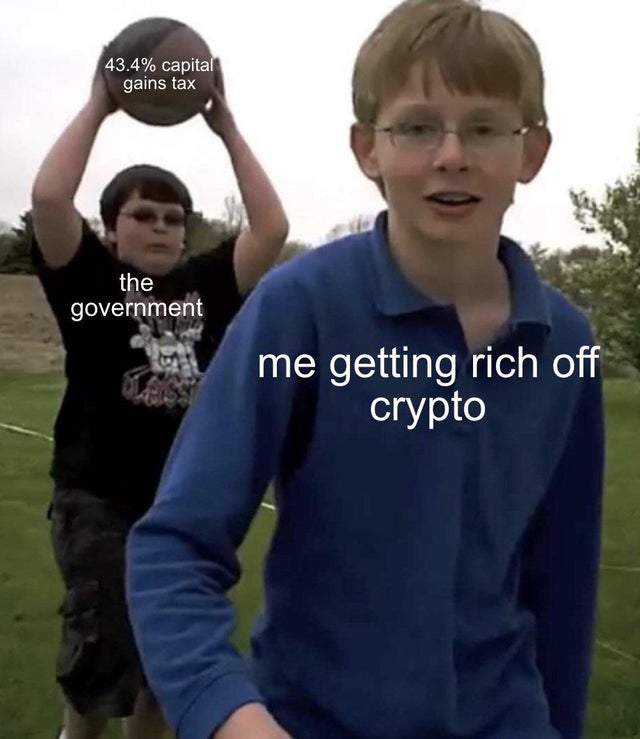 43.4% capital
gains tax
the
government
me getting rich off
crypto